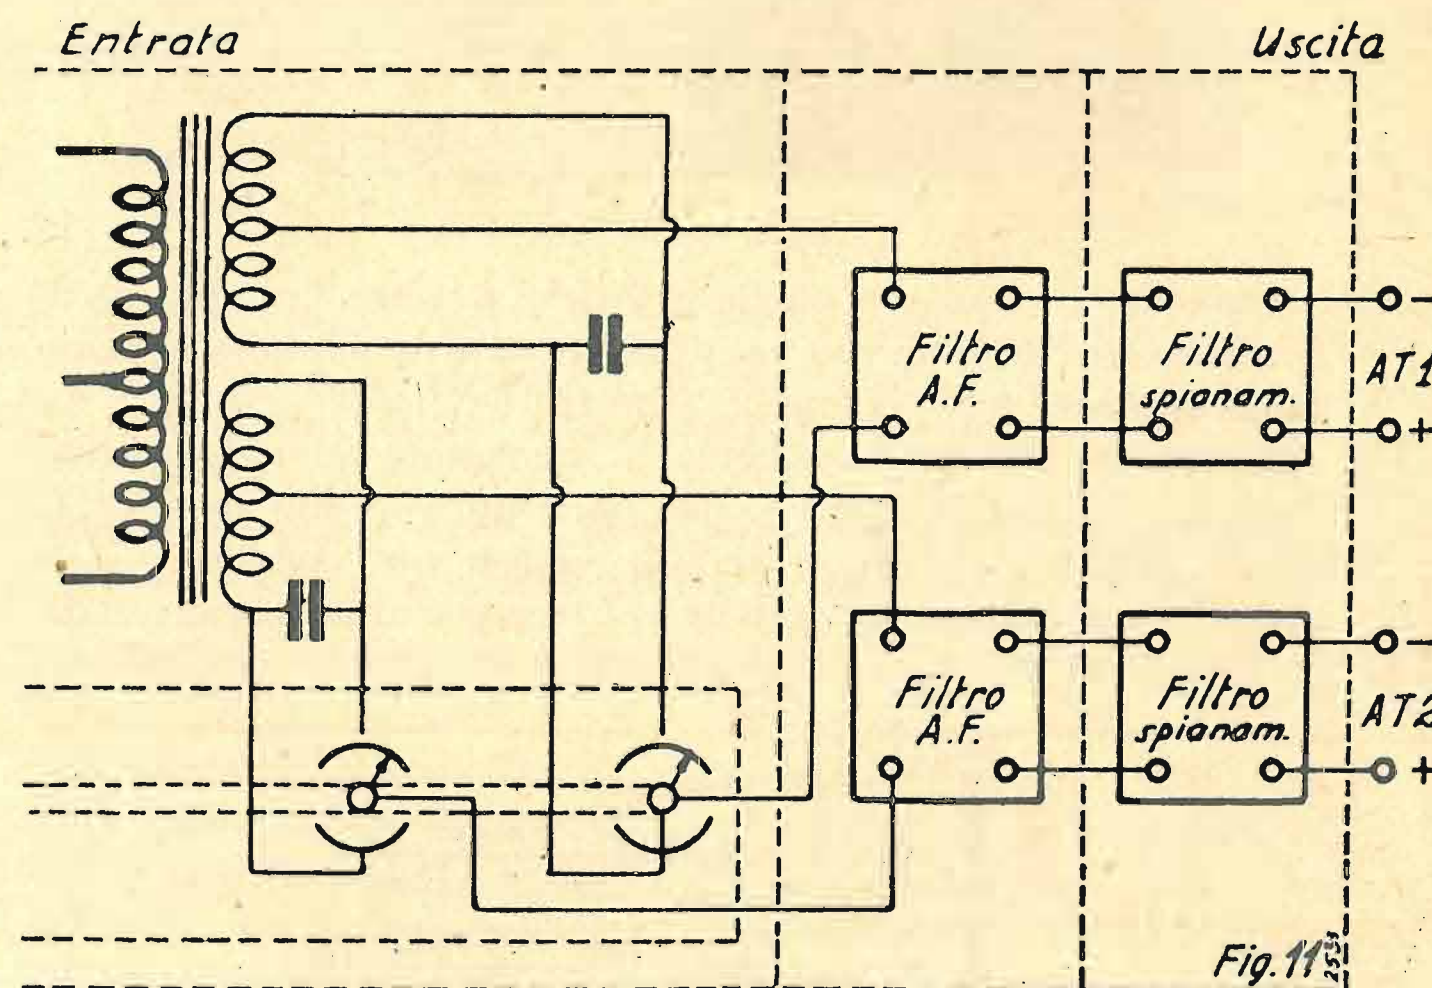 Entrata
Uscita
Filtro
A.F.
Filtro
spianam.
−
AT1
+
Filtro
A.F.
Filtro
spianam.
−
AT2
+
Fig. 11